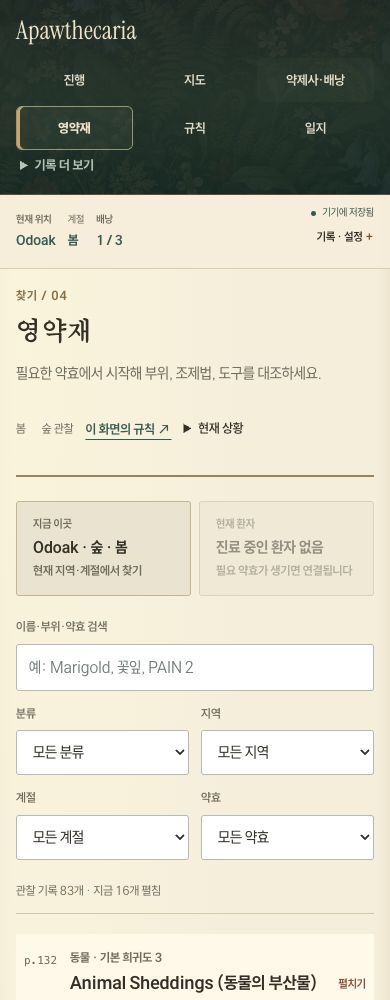 Apawthecaria
진행 지도 약제사·배낭
영약재 규칙 일지
▶ 기록 더 보기
현재 위치 계절 배낭
Odoak 봄 1 / 3
● 기기에 저장됨
기록 · 설정 +
찾기 / 04
영약재
필요한 약효에서 시작해 부위, 조제법, 도구를 대조하세요.
봄 숲 관찰 이 화면의 규칙 ↗ ▶ 현재 상황
지금 이곳
Odoak · 숲 · 봄
현재 지역·계절에서 찾기
현재 환자
진료 중인 환자 없음
필요 약효가 생기면 연결됩니다
이름·부위·약효 검색
예: Marigold, 꽃잎, PAIN 2
분류 지역
모든 분류 모든 지역
계절 약효
모든 계절 모든 약효
관찰 기록 83개 · 지금 16개 펼침
p.132 동물 · 기본 희귀도 3
Animal Sheddings (동물의 부산물) 펼치기